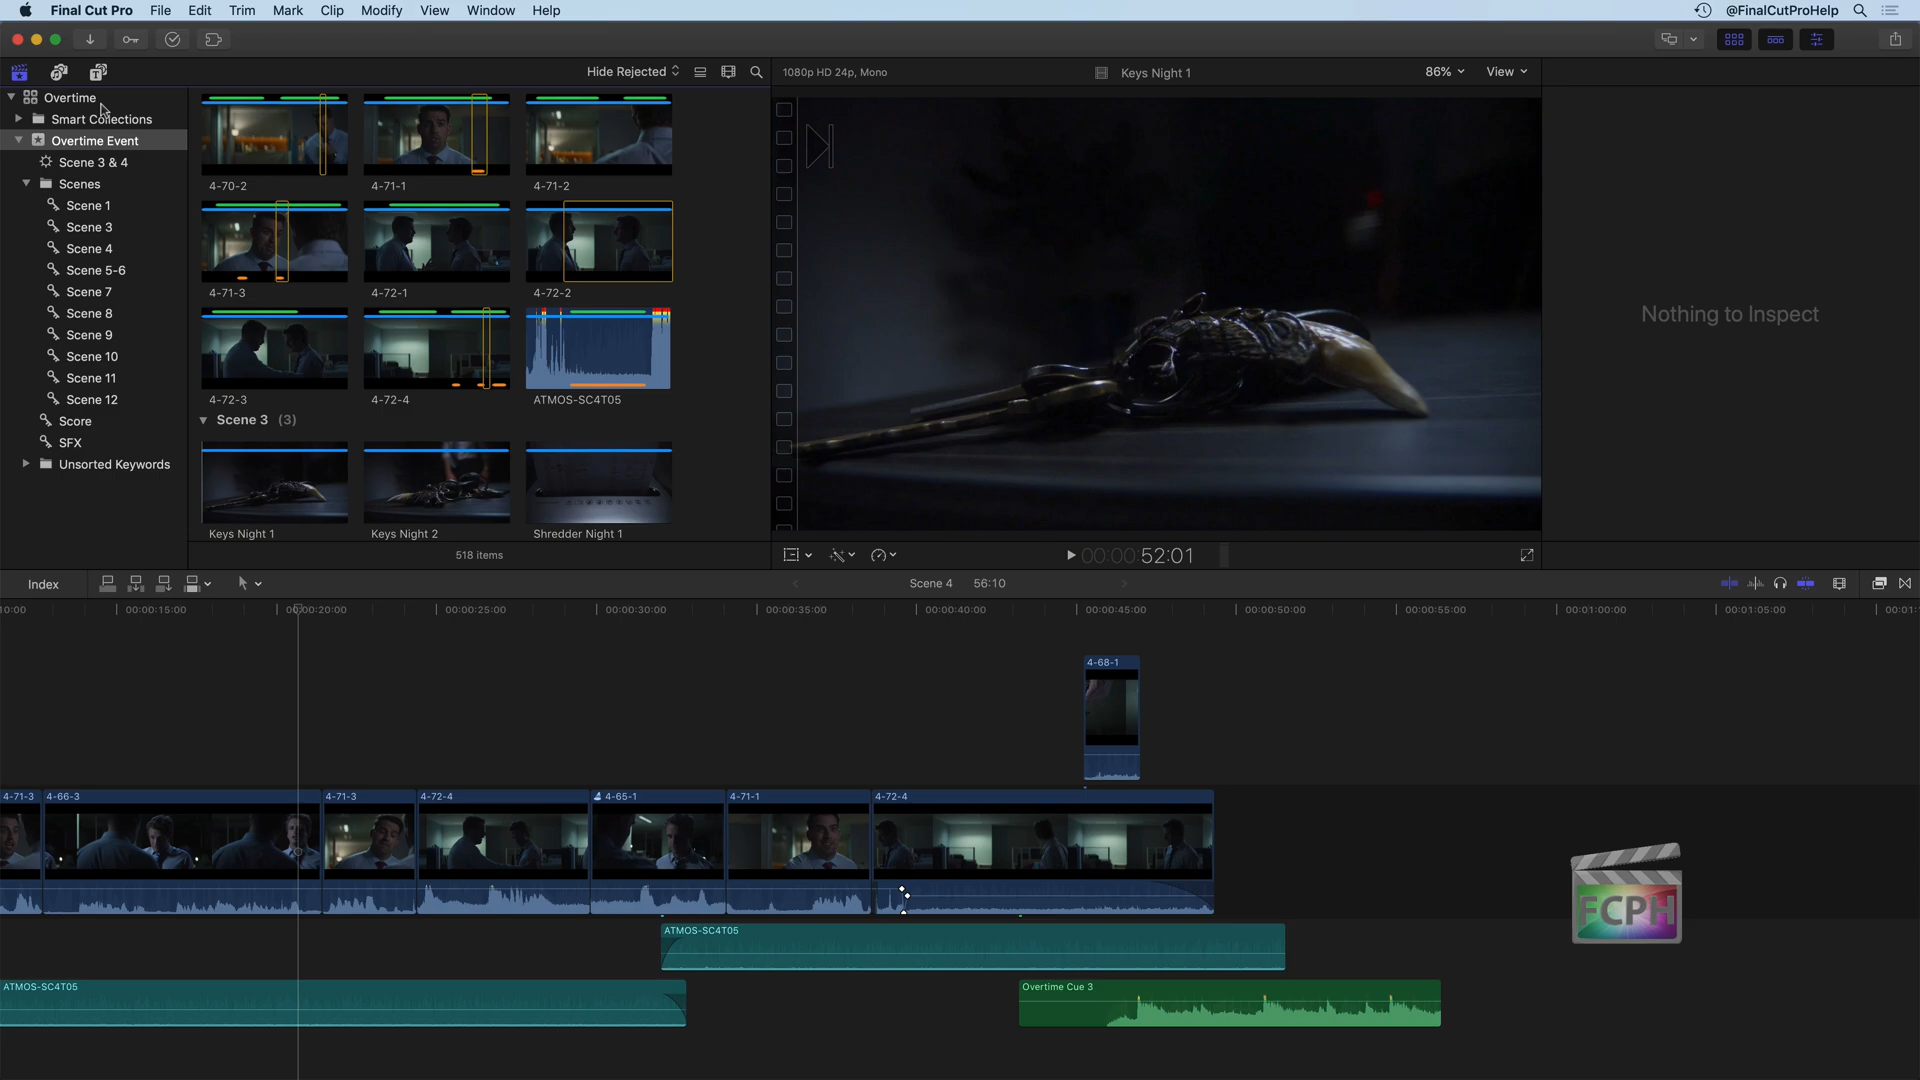 Final Cut Pro File Edit Trim Mark Clip Modify View Window Help @FinalCutProHelp
Hide Rejected 1080p HD 24p, Mono Keys Night 1 86% View
Overtime
Smart Collections
Overtime Event
Scene 3 & 4
Scenes
Scene 1
Scene 3
Scene 4
Scene 5-6
Scene 7
Scene 8
Scene 9
Scene 10
Scene 11
Scene 12
Score
SFX
Unsorted Keywords
4-70-2 4-71-1 4-71-2
4-71-3 4-72-1 4-72-2
4-72-3 4-72-4 ATMOS-SC4T05
Scene 3 (3)
Keys Night 1 Keys Night 2 Shredder Night 1
518 items
Nothing to Inspect
00:00:52:01
Index Scene 4 56:10
10:00 00:00:15:00 00:00:20:00 00:00:25:00 00:00:30:00 00:00:35:00 00:00:40:00 00:00:45:00 00:00:50:00 00:00:55:00 00:01:00:00 00:01:05:00 00:01:
4-68-1
4-71-3 4-66-3 4-71-3 4-72-4 4-65-1 4-71-1 4-72-4
FCPH
ATMOS-SC4T05
ATMOS-SC4T05 Overtime Cue 3